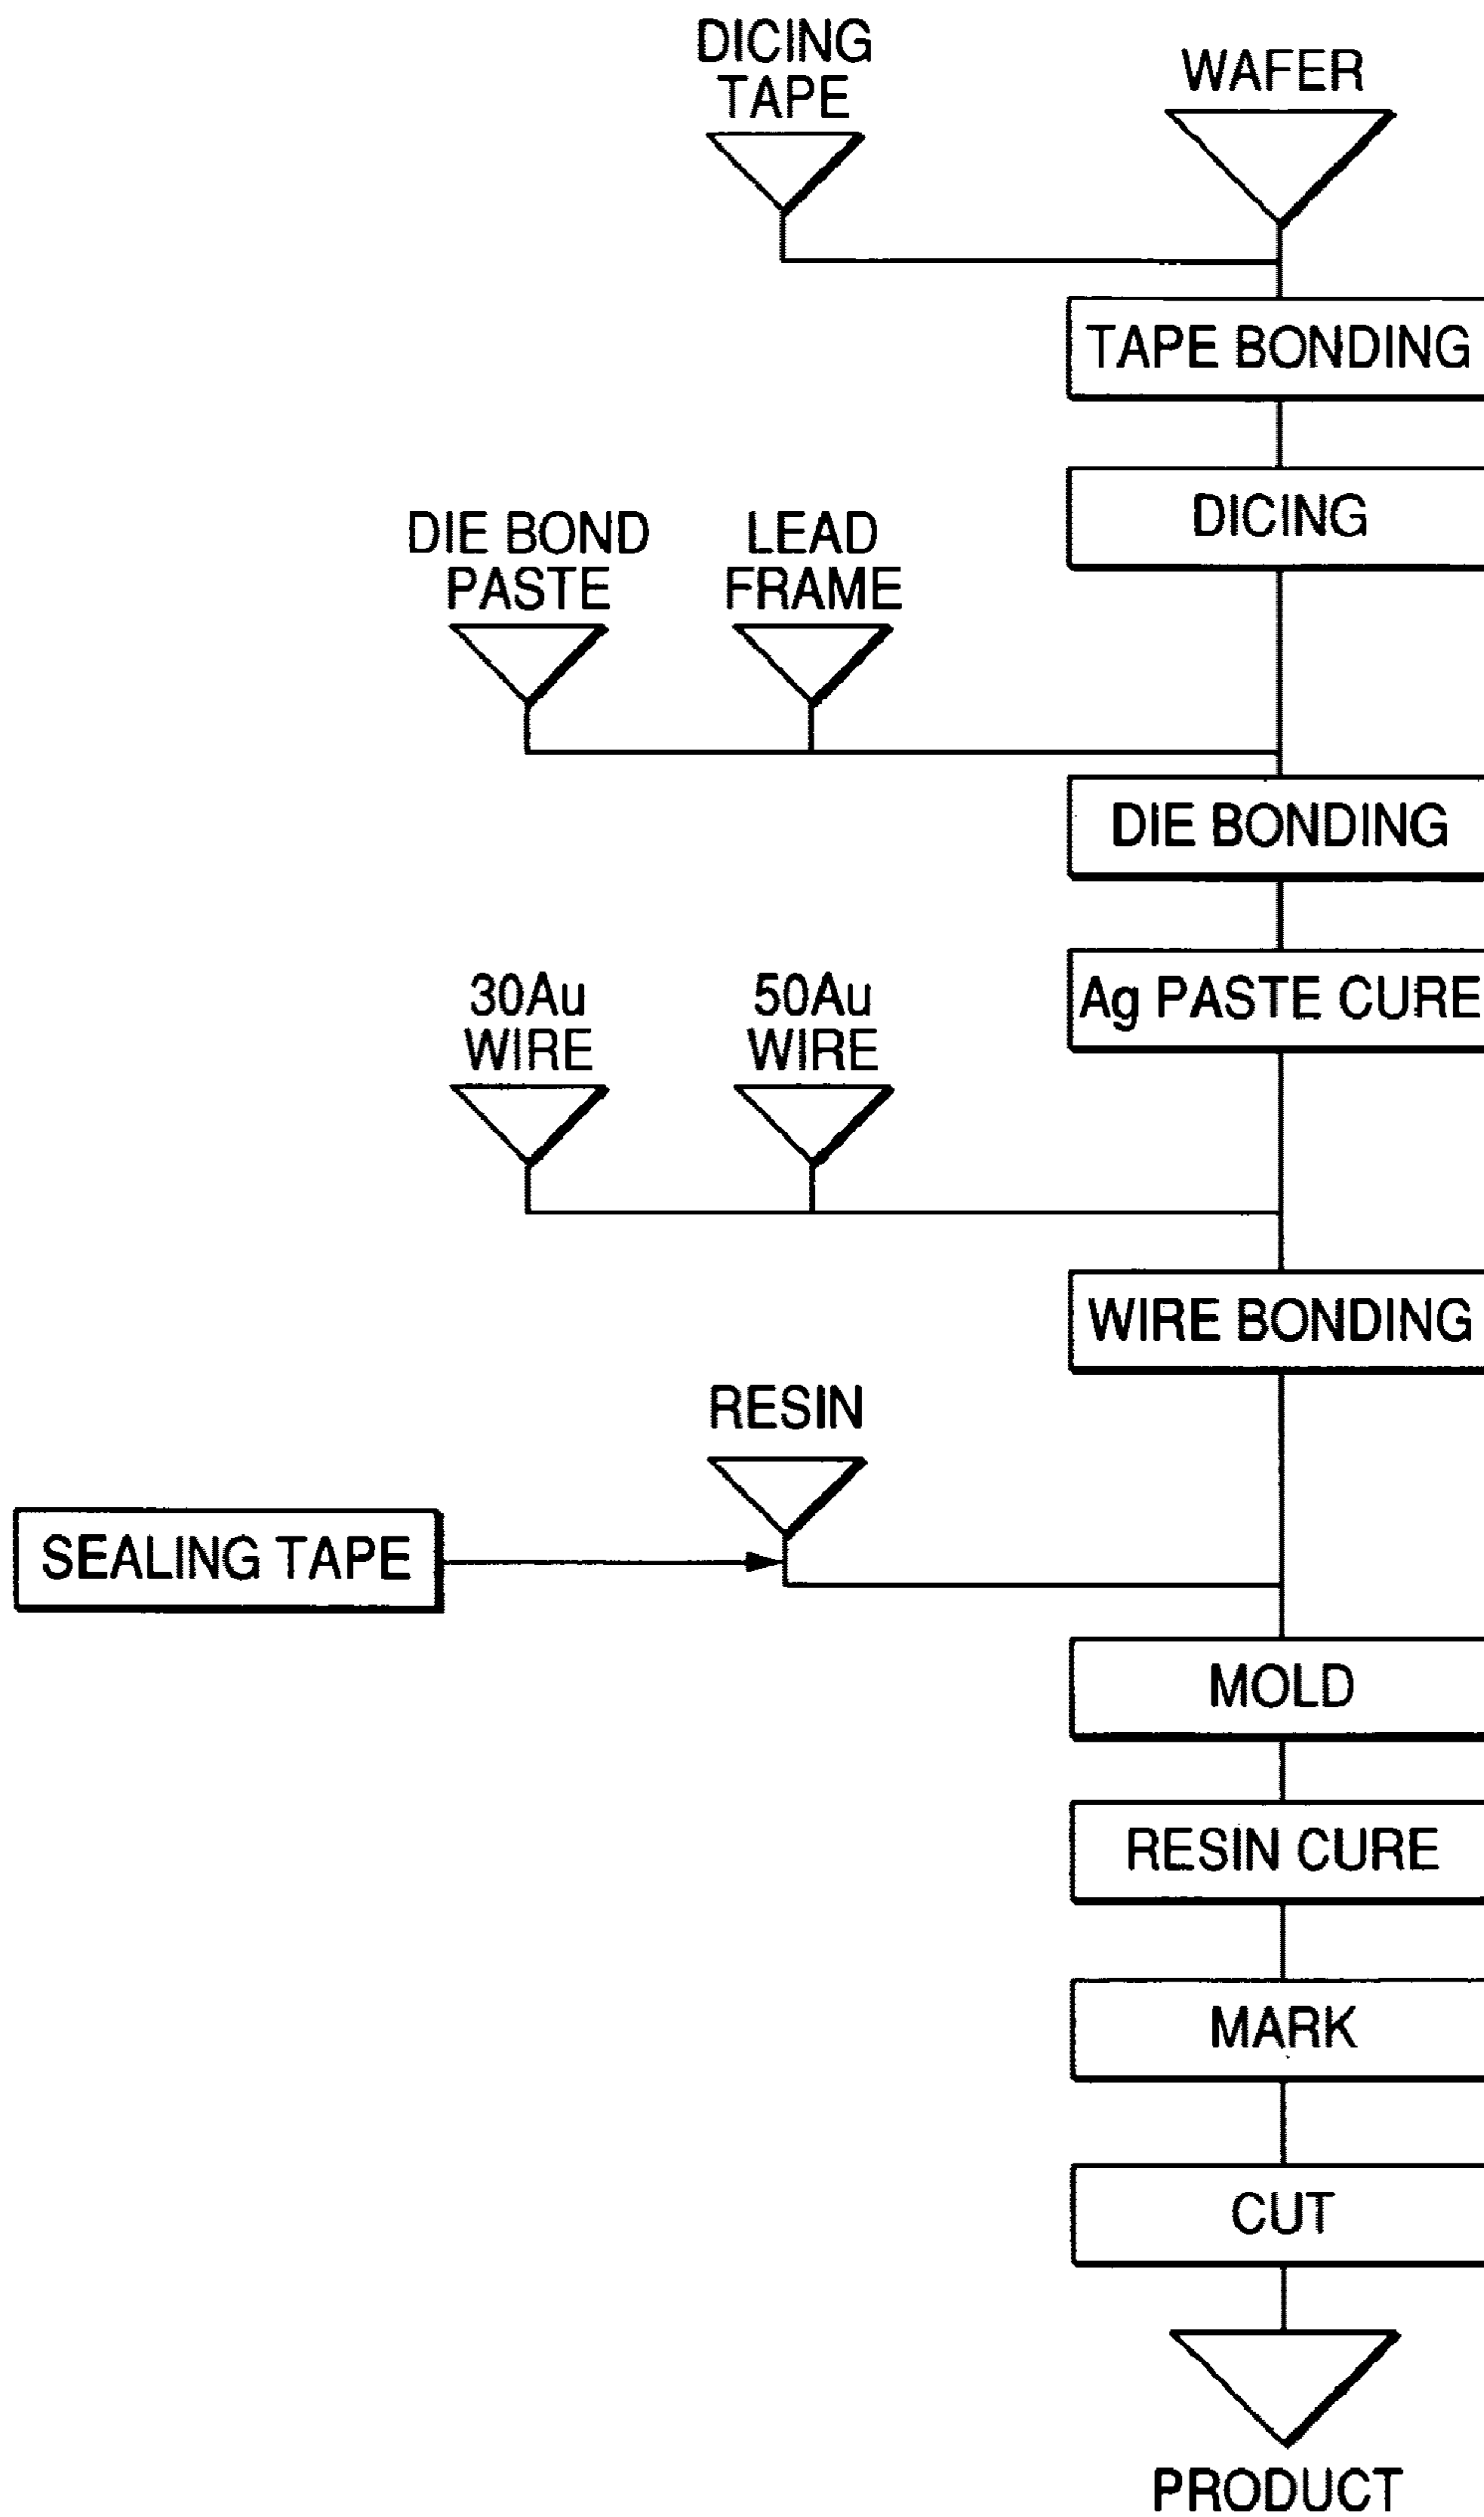 DICING
TAPE
WAFER
TAPE BONDING
DICING
DIE BOND
PASTE
LEAD
FRAME
DIE BONDING
Ag PASTE CURE
30Au
WIRE
50Au
WIRE
WIRE BONDING
RESIN
SEALING TAPE
MOLD
RESIN CURE
MARK
CUT
PRODUCT